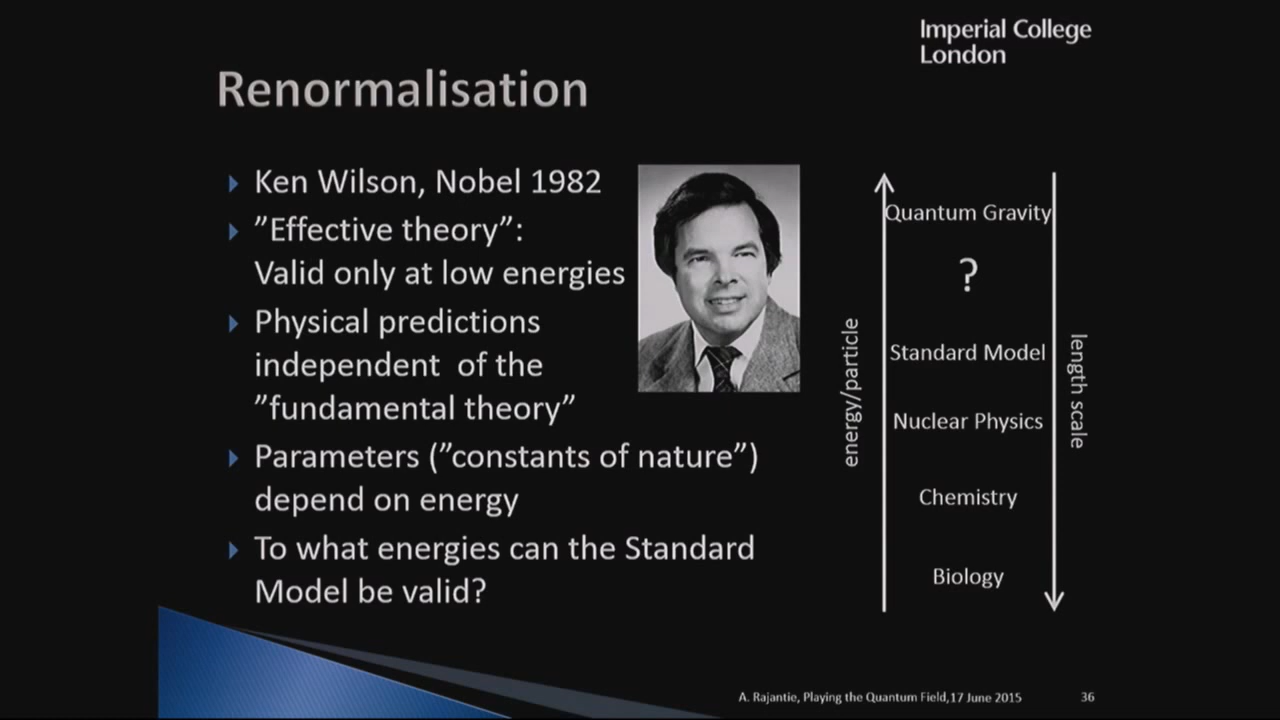 Imperial College
London
Renormalisation
Ken Wilson, Nobel 1982
”Effective theory”:
Valid only at low energies
Physical predictions
independent of the
”fundamental theory”
Parameters (”constants of nature”)
depend on energy
To what energies can the Standard
Model be valid?
energy/particle
Quantum Gravity
?
Standard Model
Nuclear Physics
Chemistry
Biology
length scale
A. Rajantie, Playing the Quantum Field,17 June 2015
36